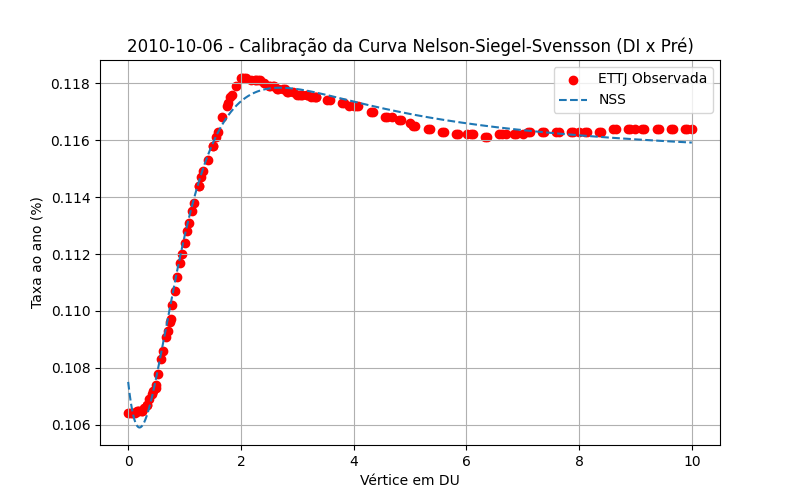 2010-10-06 - Calibração da Curva Nelson-Siegel-Svensson (DI x Pré)
ETTJ Observada
NSS
Taxa ao ano (%)
0.118
0.116
0.114
0.112
0.110
0.108
0.106
0 2 4 6 8 10
Vértice em DU